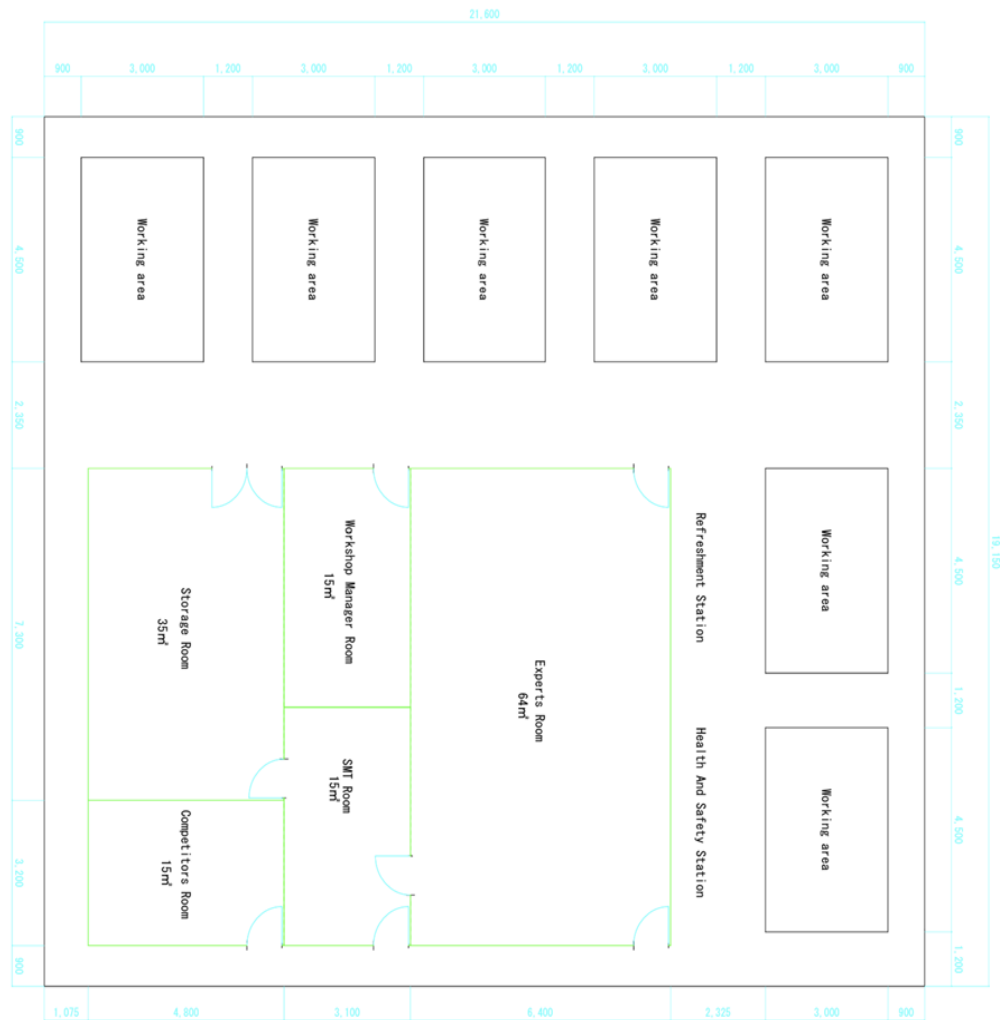 21,600
900
3,000
1,200
3,000
1,200
3,000
1,200
3,000
1,200
3,000
900
900
4,500
2,350
7,300
3,200
900
900
4,500
2,350
4,500
1,200
4,500
1,200
19,150
Working area
Working area
Working area
Working area
Working area
Working area
Working area
Storage Room
35㎡
Workshop Manager Room
15㎡
Experts Room
64㎡
Refreshment Station
Health And Safety Station
SMT Room
15㎡
Competitors Room
15㎡
1,075
4,800
3,100
6,400
2,325
3,000
900